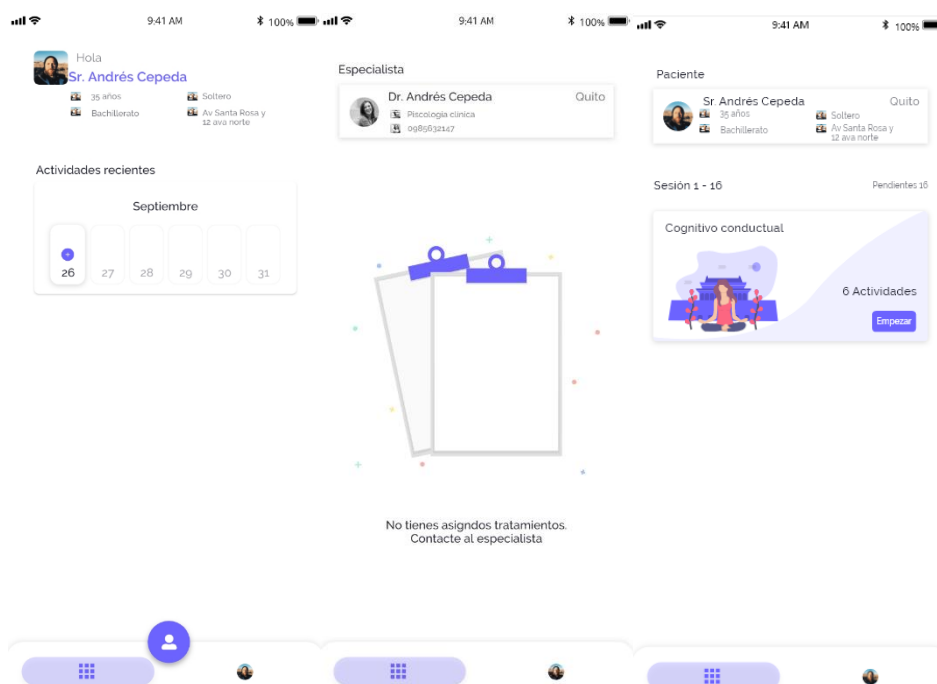 9:41 AM
100%
Hola
Sr. Andrés Cepeda
35 años
Soltero
Bachillerato
Av Santa Rosa y
12 ava norte
Actividades recientes
Septiembre
26
27
28
29
30
31
9:41 AM
100%
Especialista
Dr. Andrés Cepeda
Quito
Piscologia clinica
0985632147
No tienes asigndos tratamientos.
Contacte al especialista
9:41 AM
100%
Paciente
Sr. Andrés Cepeda
Quito
35 años
Soltero
Bachillerato
Av Santa Rosa y
12 ava norte
Sesión 1 - 16
Pendientes 16
Cognitivo conductual
6 Actividades
Empezar